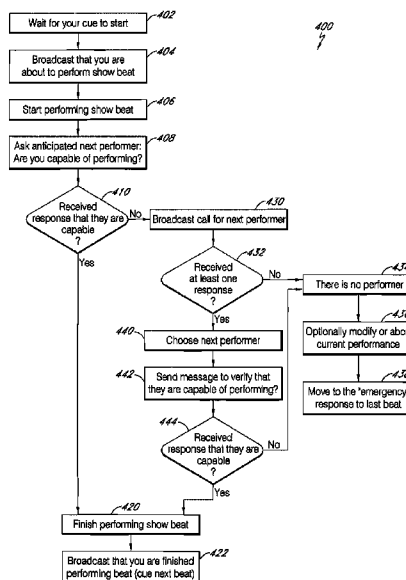 400
402
Wait for your cue to start
404
Broadcast that you are
about to perform show beat
406
Start performing show beat
408
Ask anticipated next performer:
Are you capable of performing?
410
Received
response that they are
capable
?
No
Yes
430
Broadcast call for next performer
432
Received
at least one
response
?
No
Yes
There is no performer
Optionally modify or
current performance
Move to the "emergency
response to last beat
440
Choose next performer
442
Send message to verify that
they are capable of performing?
444
Received
response that they are
capable
?
No
Yes
420
Finish performing show beat
422
Broadcast that you are finished
performing beat (cue next beat)